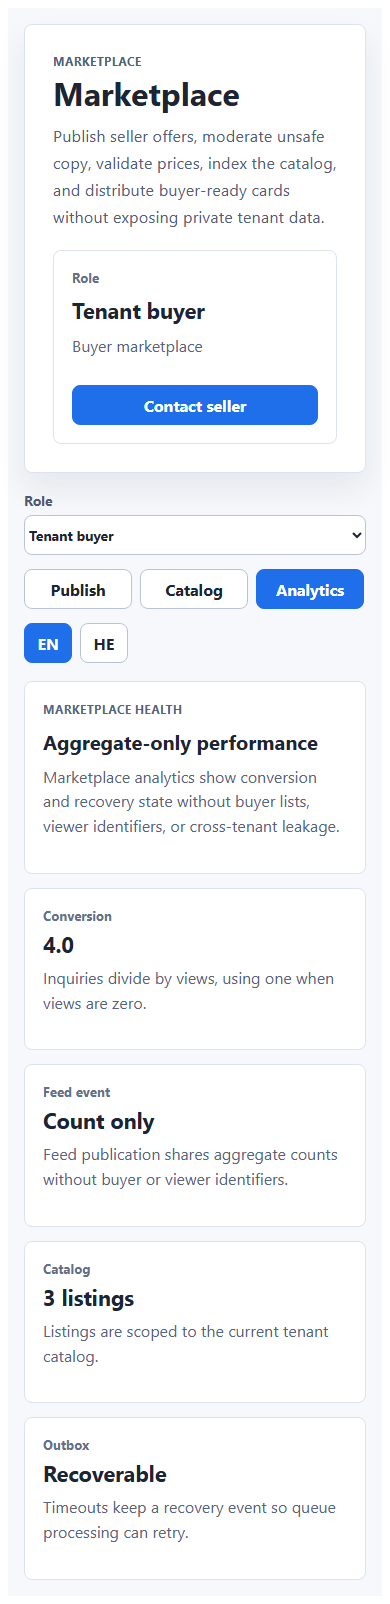 MARKETPLACE
Marketplace
Publish seller offers, moderate unsafe
copy, validate prices, index the catalog,
and distribute buyer-ready cards
without exposing private tenant data.
Role
Tenant buyer
Buyer marketplace
Contact seller
Role
Tenant buyer
Publish Catalog Analytics
EN HE
MARKETPLACE HEALTH
Aggregate-only performance
Marketplace analytics show conversion
and recovery state without buyer lists,
viewer identifiers, or cross-tenant leakage.
Conversion
4.0
Inquiries divide by views, using one when
views are zero.
Feed event
Count only
Feed publication shares aggregate counts
without buyer or viewer identifiers.
Catalog
3 listings
Listings are scoped to the current tenant
catalog.
Outbox
Recoverable
Timeouts keep a recovery event so queue
processing can retry.